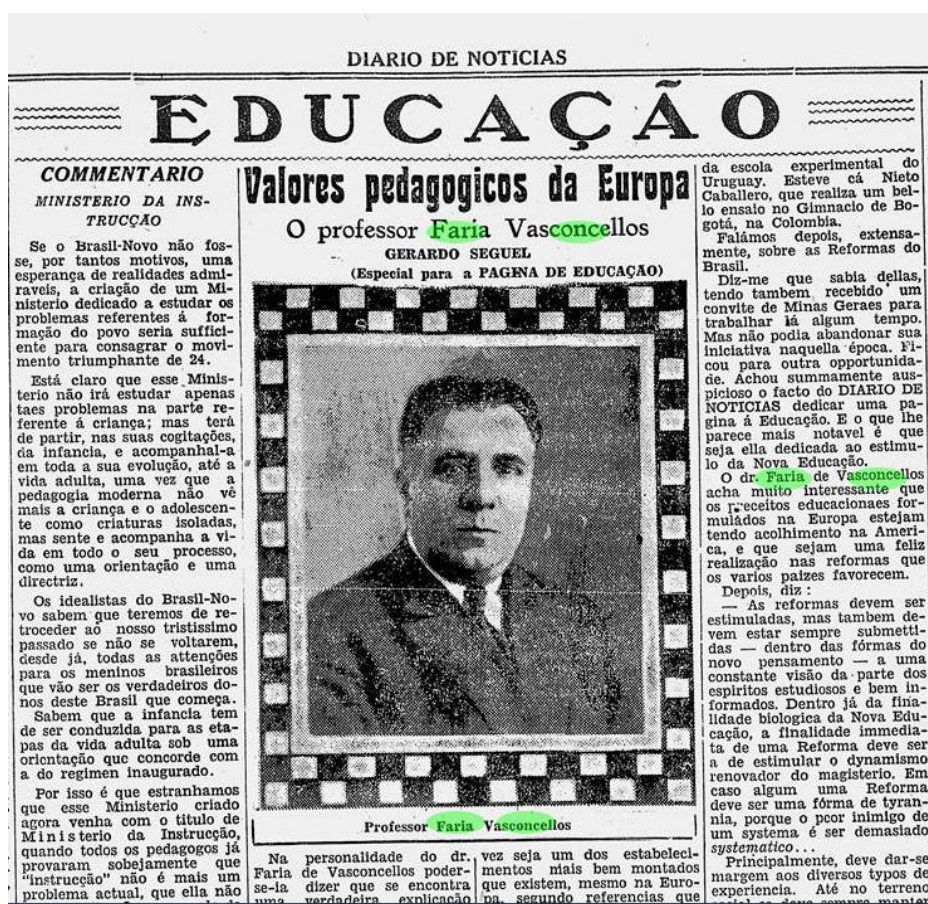 DIARIO DE NOTICIAS
EDUCAÇÃO
COMMENTARIO
MINISTERIO DA INS-
TRUCÇÃO
Se o Brasil-Novo não fos-
se, por tantos motivos, uma
esperança de realidades admi-
raveis, a criação de um Mi-
nisterio dedicado a estudar os
problemas referentes á for-
mação do povo seria suffici-
ente para consagrar o movi-
mento triumphante de 24.
Está claro que esse Minis-
terio não irá estudar apenas
taes problemas na parte re-
ferente á criança; mas terá
de partir, nas suas cogitações,
da infancia, e acompanhal-a
em toda a sua evolução, até a
vida adulta, uma vez que a
pedagogia moderna não vê
mais a criança e o adolescen-
te como criaturas isoladas,
mas sente e acompanha a vi-
da em todo o seu processo,
como uma orientação e uma
directriz.
Os idealistas do Brasil-No-
vo sabem que teremos de re-
troceder ao nosso tristissimo
passado se não se voltarem,
desde já, todas as attenções
para os meninos brasileiros
que vão ser os verdadeiros do-
nos deste Brasil que começa.
Sabem que a infancia tem
de ser conduzida para as eta-
pas da vida adulta sob uma
orientação que concorde com
a do regimen inaugurado.
Por isso é que estranhamos
que esse Ministerio criado
agora venha com o titulo de
Ministerio da Instrucção,
quando todos os pedagogos já
provaram sobejamente que
"instrucção" não é mais um
problema actual, que ella não
Valores pedagogicos da Europa
O professor Faria Vasconcellos
GERARDO SEGUEL
(Especial para a PAGENA DE EDUCAÇÃO)
Professor Faria Vasconcellos
Na personalidade do dr.
Faria de Vasconcellos poder-
se-ia dizer que se encontra
uma verdadeira explicação
vez seja um dos estabeleci-
mentos mais bem montados
que existem, mesmo na Euro-
pa, segundo referencias que
da escola experimental do
Uruguay. Esteve cá Nieto
Caballero, que realiza um bel-
lo ensaio no Gimnacio de Bo-
gotá, na Colombia.
Falámos depois, extensa-
mente, sobre as Reformas do
Brasil.
Diz-me que sabia dellas,
tendo tambem recebido um
convite de Minas Geraes para
trabalhar lá algum tempo.
Mas não podia abandonar sua
iniciativa naquella época. Fi-
cou para outra opportunida-
de. Achou summamente aus-
picioso o facto do DIARIO DE
NOTICIAS dedicar uma pa-
gina á Educação. E o que lhe
parece mais notavel é que
seja ella dedicada ao estimu-
lo da Nova Educação.
O dr. Faria de Vasconcellos
acha muito interessante que
os preceitos educacionaes for-
mulados na Europa estejam
tendo acolhimento na Ameri-
ca, e que sejam uma feliz
realização nas reformas que
os varios paizes favorecem.
Depois, diz :
— As reformas devem ser
estimuladas, mas tambem de-
vem estar sempre submetti-
das — dentro das fórmas do
novo pensamento — a uma
constante visão da parte dos
espiritos estudiosos e bem in-
formados. Dentro já da fina-
lidade biologica da Nova Edu-
cação, a finalidade immedia-
ta de uma Reforma deve ser
a de estimular o dynamismo
renovador do magisterio. Em
caso algum uma Reforma
deve ser uma fórma de tyran-
nia, porque o peor inimigo de
um systema é ser demasiado
systematico...
Principalmente, deve dar-se
margem aos diversos typos de
experiencia. Até no terreno
social se deve sempre manter